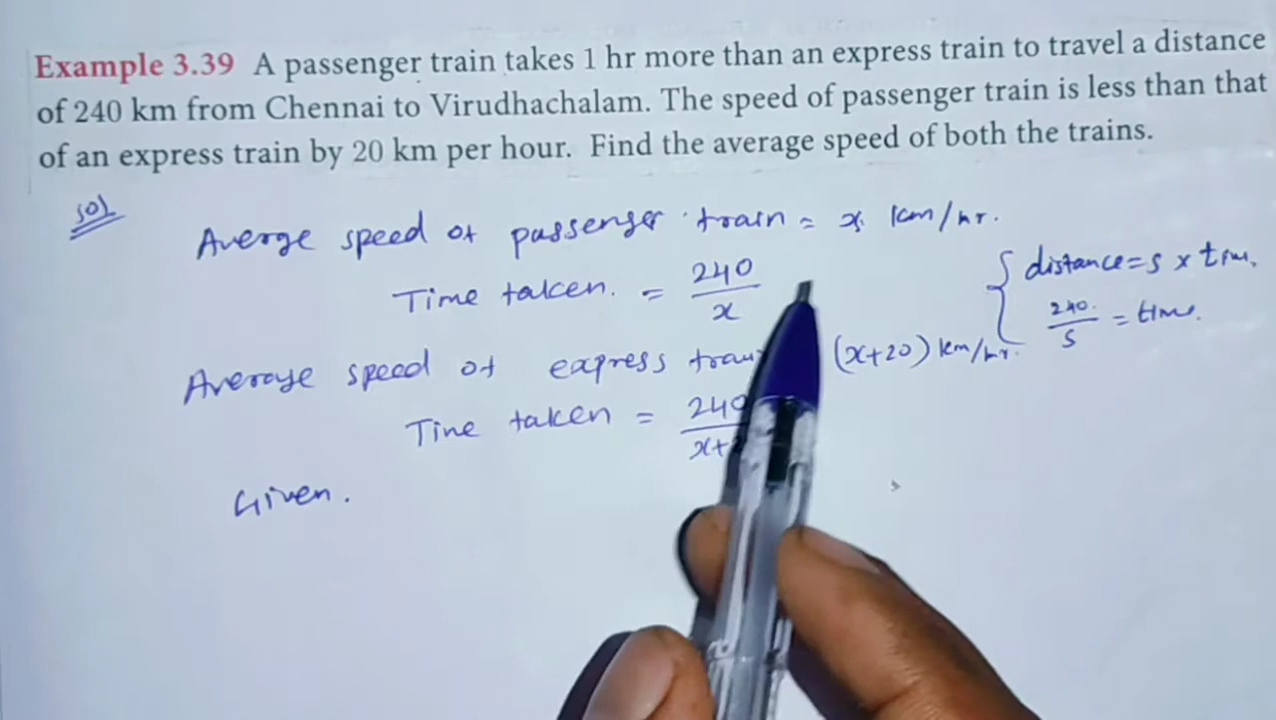 Example 3.39 A passenger train takes 1 hr more than an express train to travel a distance
of 240 km from Chennai to Virudhachalam. The speed of passenger train is less than that
of an express train by 20 km per hour. Find the average speed of both the trains.
Sol
Averge speed of passenger train = x km/hr.
Time taken. = 240/x
{ distance = s x time.
240/s = time.
Average speed of express (x+20) km/hr.
Time taken = 240/x+
Given.